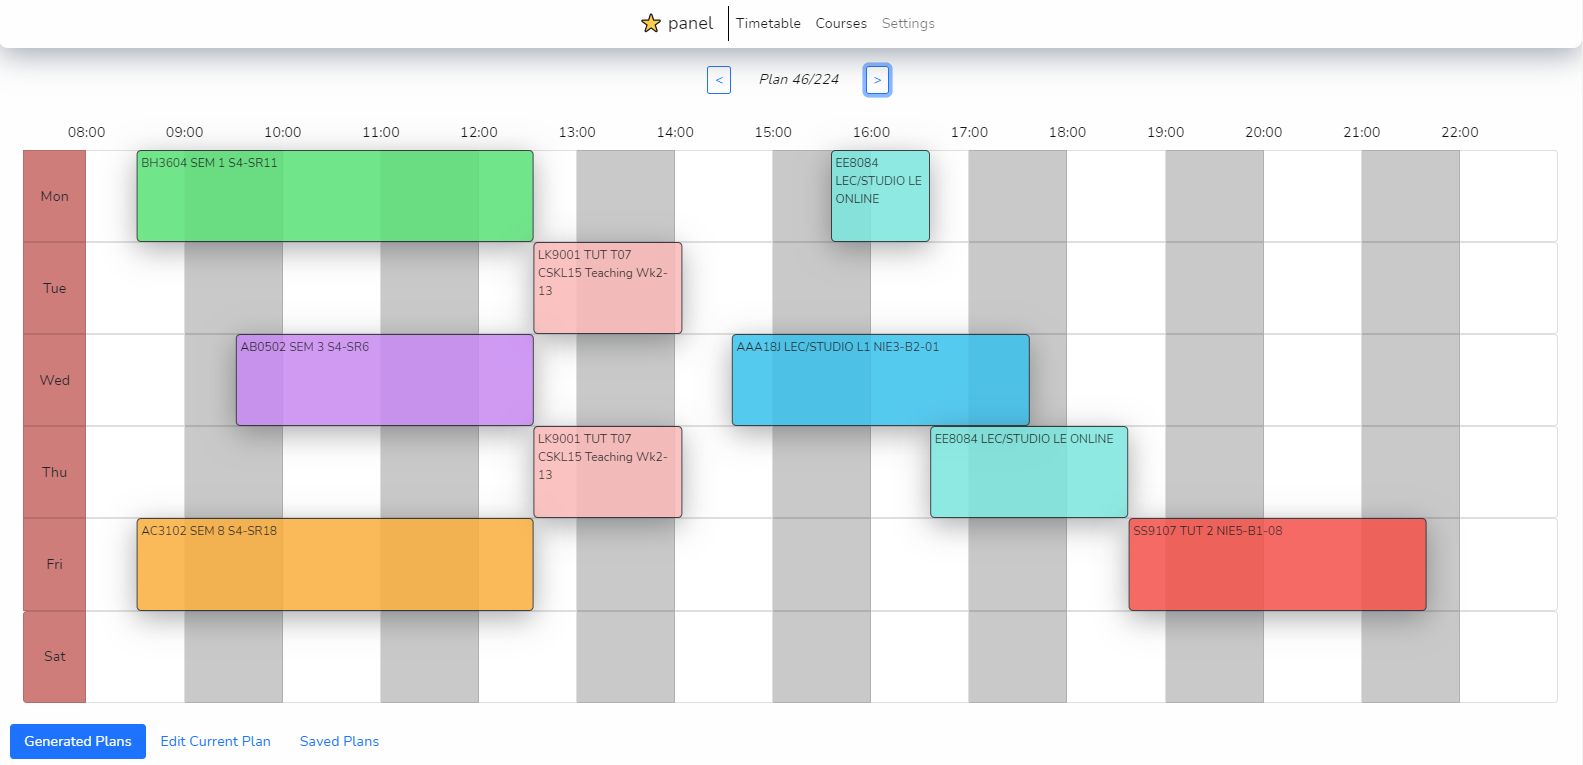 panel Timetable Courses Settings
< Plan 46/224 >
08:00 09:00 10:00 11:00 12:00 13:00 14:00 15:00 16:00 17:00 18:00 19:00 20:00 21:00 22:00
Mon
BH3604 SEM 1 S4-SR11
EE8084
LEC/STUDIO LE
ONLINE
Tue
LK9001 TUT T07
CSKL15 Teaching Wk2-
13
Wed
AB0502 SEM 3 S4-SR6
AAA18J LEC/STUDIO L1 NIE3-B2-01
Thu
LK9001 TUT T07
CSKL15 Teaching Wk2-
13
EE8084 LEC/STUDIO LE ONLINE
Fri
AC3102 SEM 8 S4-SR18
SS9107 TUT 2 NIE5-B1-08
Sat
Generated Plans Edit Current Plan Saved Plans